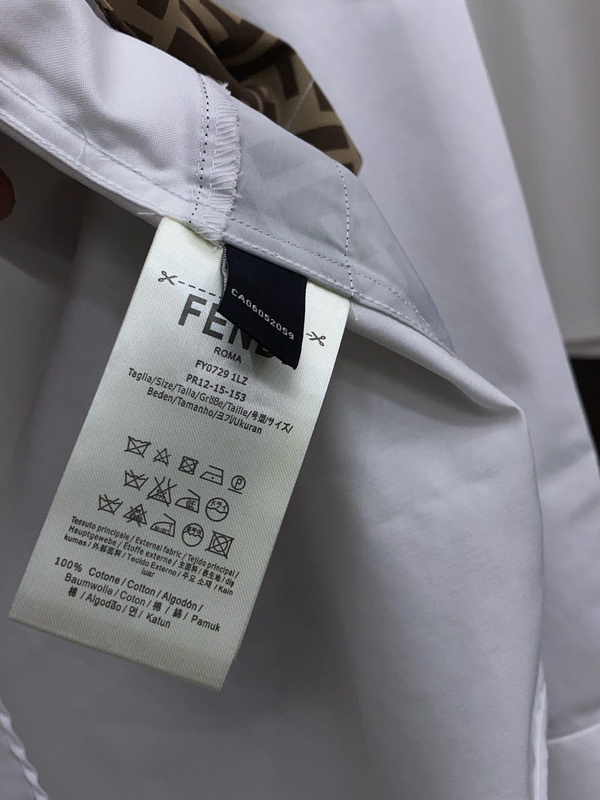 CA06052059
FEND
ROMA
FY0729 1LZ
PR12-15-153
Taglia/Size/Talla/Größe/Taille/号型/サイズ/
Beden/Tamanho/크기/Ukuran
Tessuto principale / External fabric / Tejido principal /
Hauptgewebe / Étoffe externe / 主面料 / 表生地 / dış
kumas / 外部面料 / Tecido Externo / 주요 소재 / Kain
luar
100% Cotone / Cotton / Algodón /
Baumwolle / Coton / 棉 / 綿 / Pamuk
棉 / Algodão / 면 / Katun